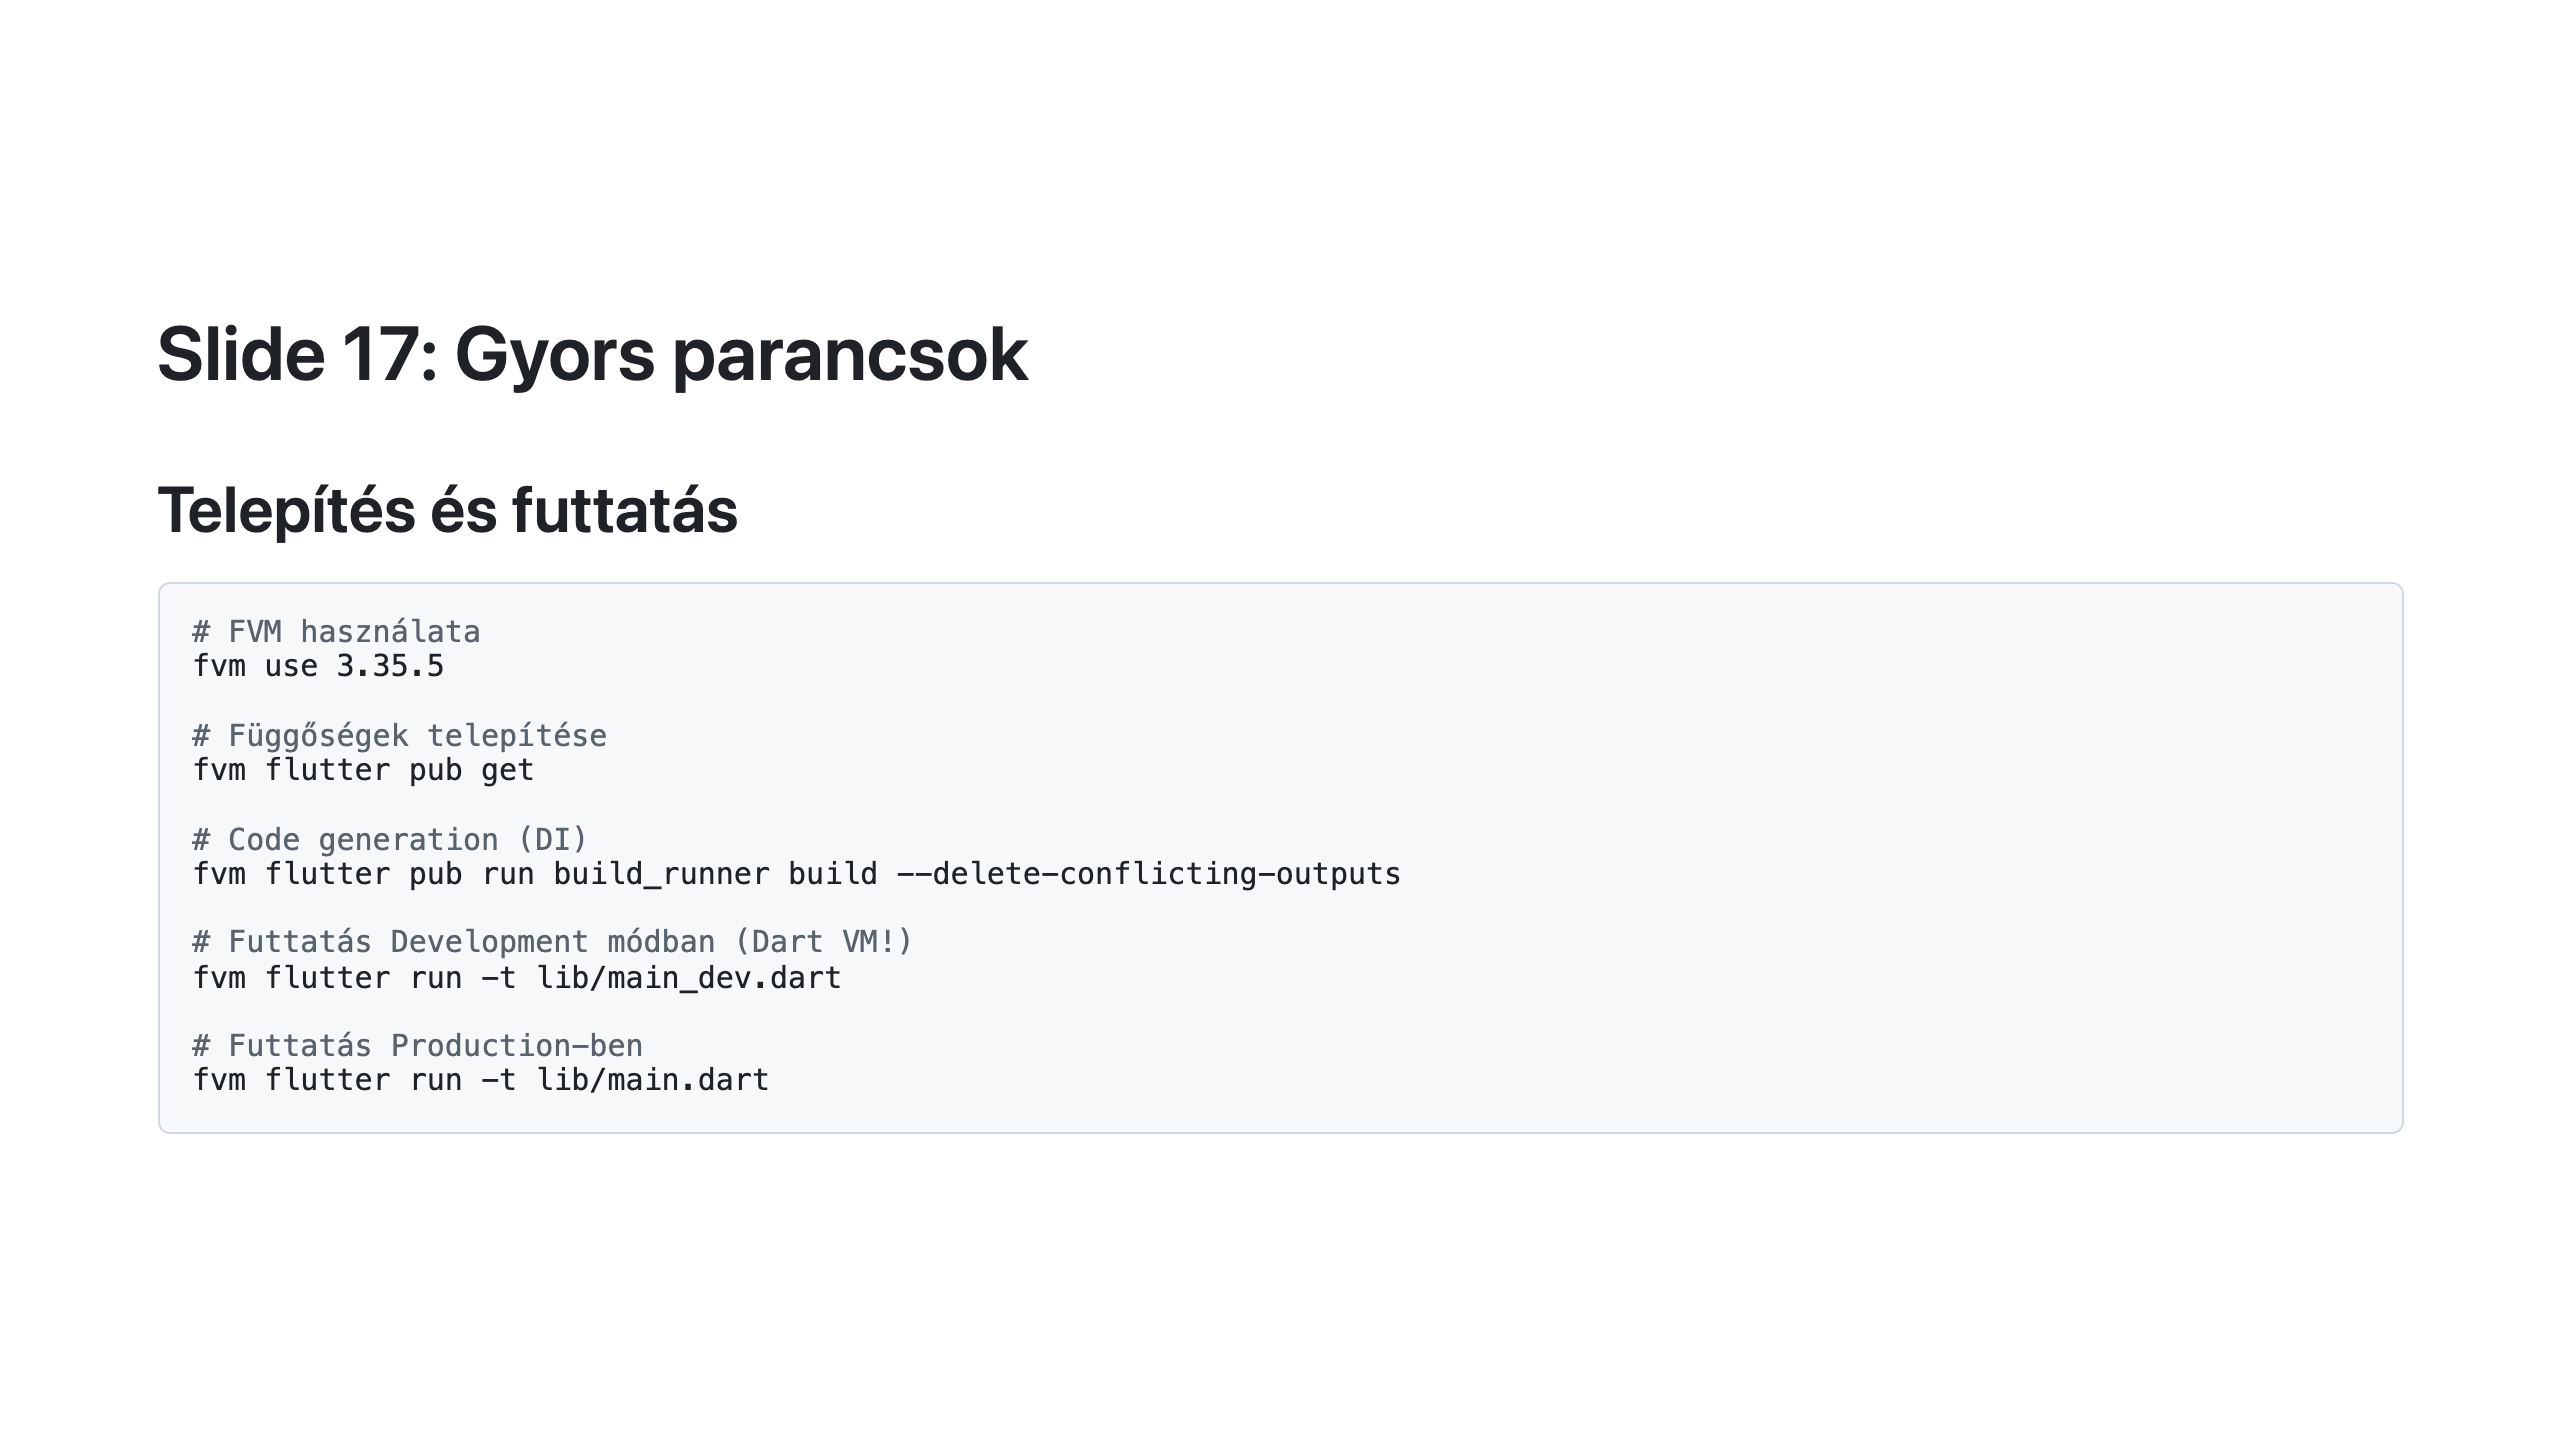 Slide 17: Gyors parancsok
Telepítés és futtatás
# FVM használata
fvm use 3.35.5
# Függőségek telepítése
fvm flutter pub get
# Code generation (DI)
fvm flutter pub run build_runner build --delete-conflicting-outputs
# Futtatás Development módban (Dart VM!)
fvm flutter run -t lib/main_dev.dart
# Futtatás Production-ben
fvm flutter run -t lib/main.dart